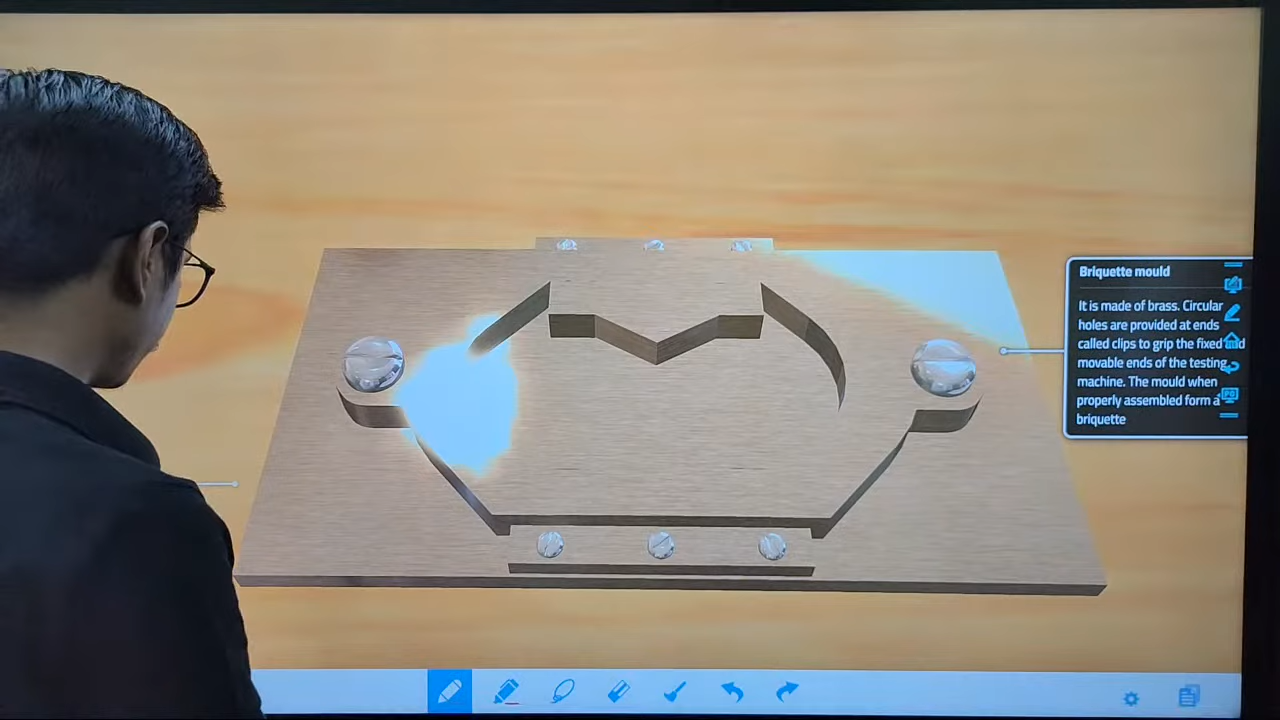 Briquette mould
It is made of brass. Circular
holes are provided at ends
called clips to grip the fixed
movable ends of the testing
machine. The mould when
properly assembled form a
briquette